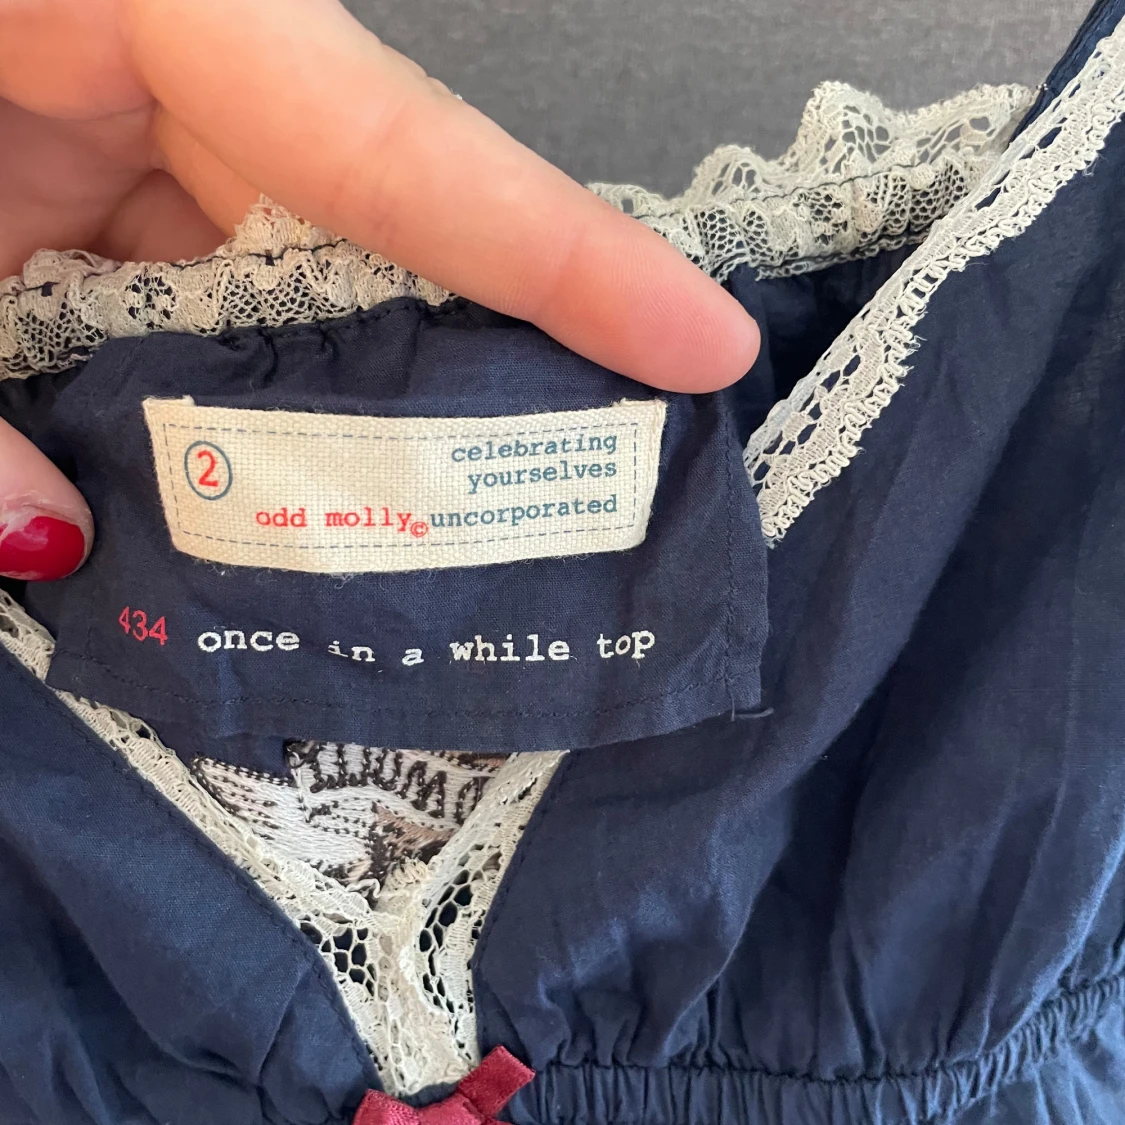 2
celebrating
yourselves
odd molly© uncorporated
434 once in a while top